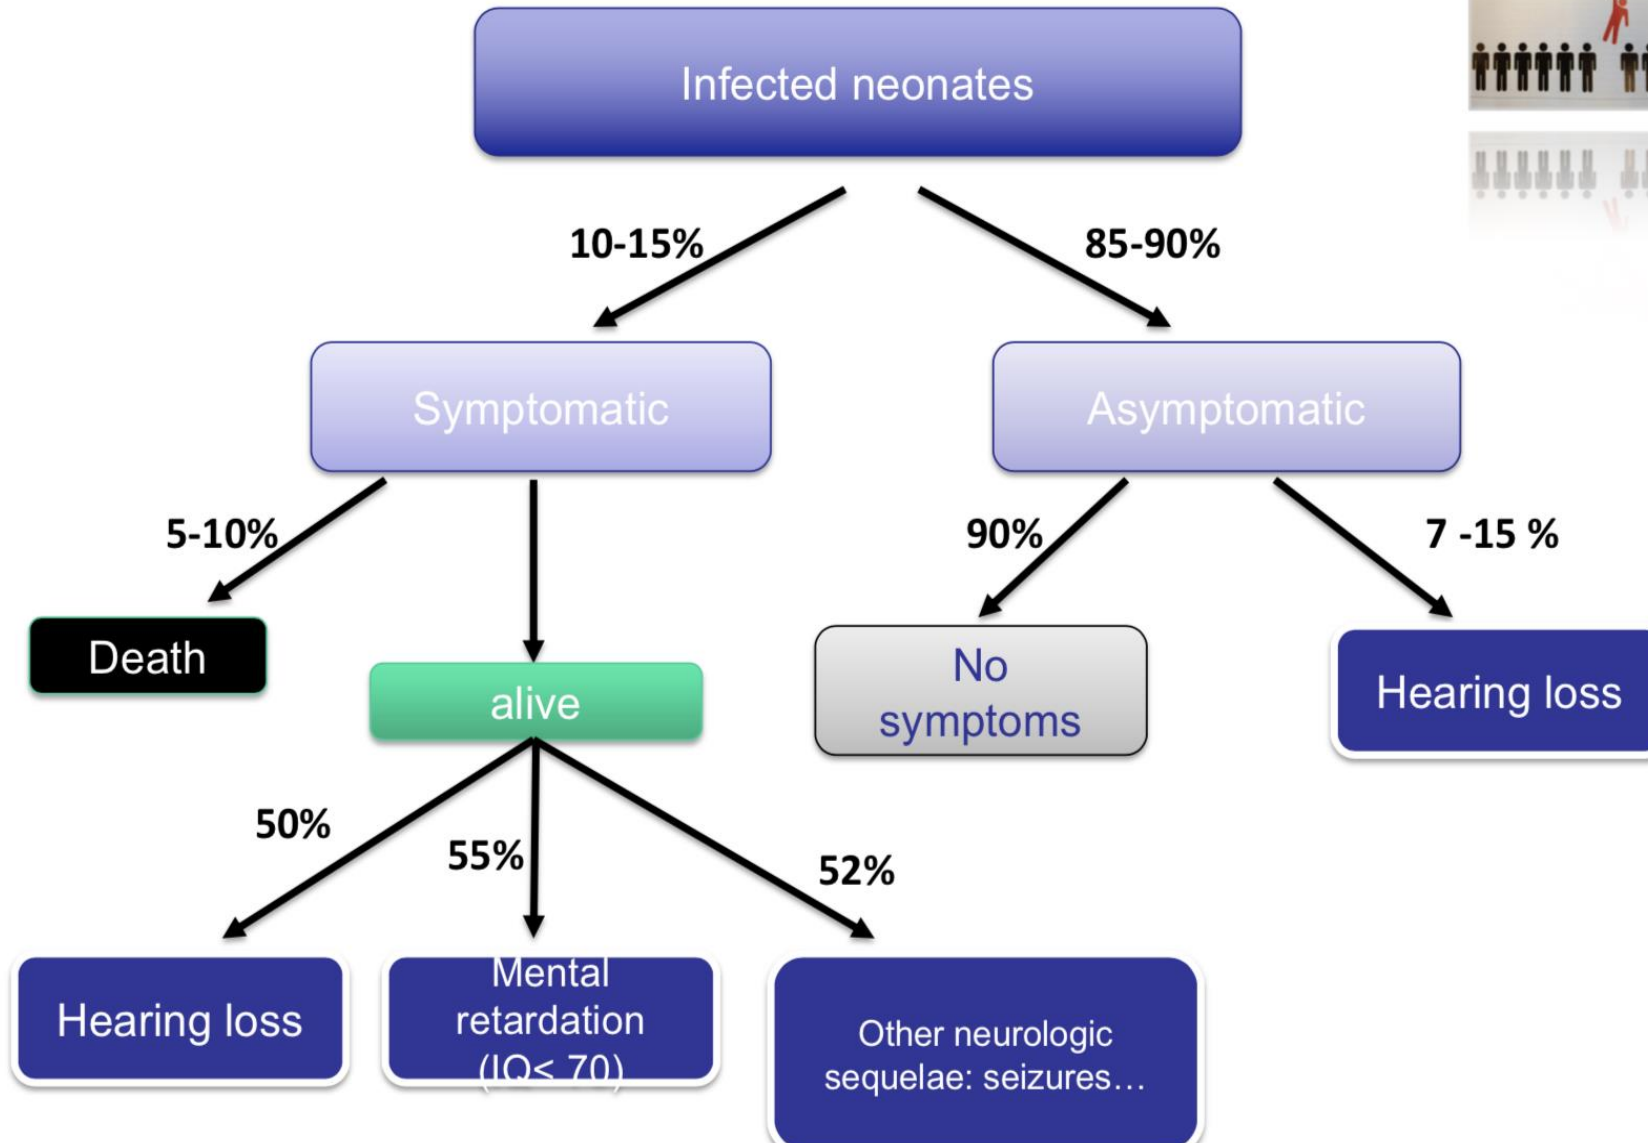 Infected neonates
10-15%
85-90%
Symptomatic
Asymptomatic
5-10%
90%
7 -15 %
Death
alive
No
symptoms
Hearing loss
50%
55%
52%
Hearing loss
Mental
retardation
(IQ< 70)
Other neurologic
sequelae: seizures...